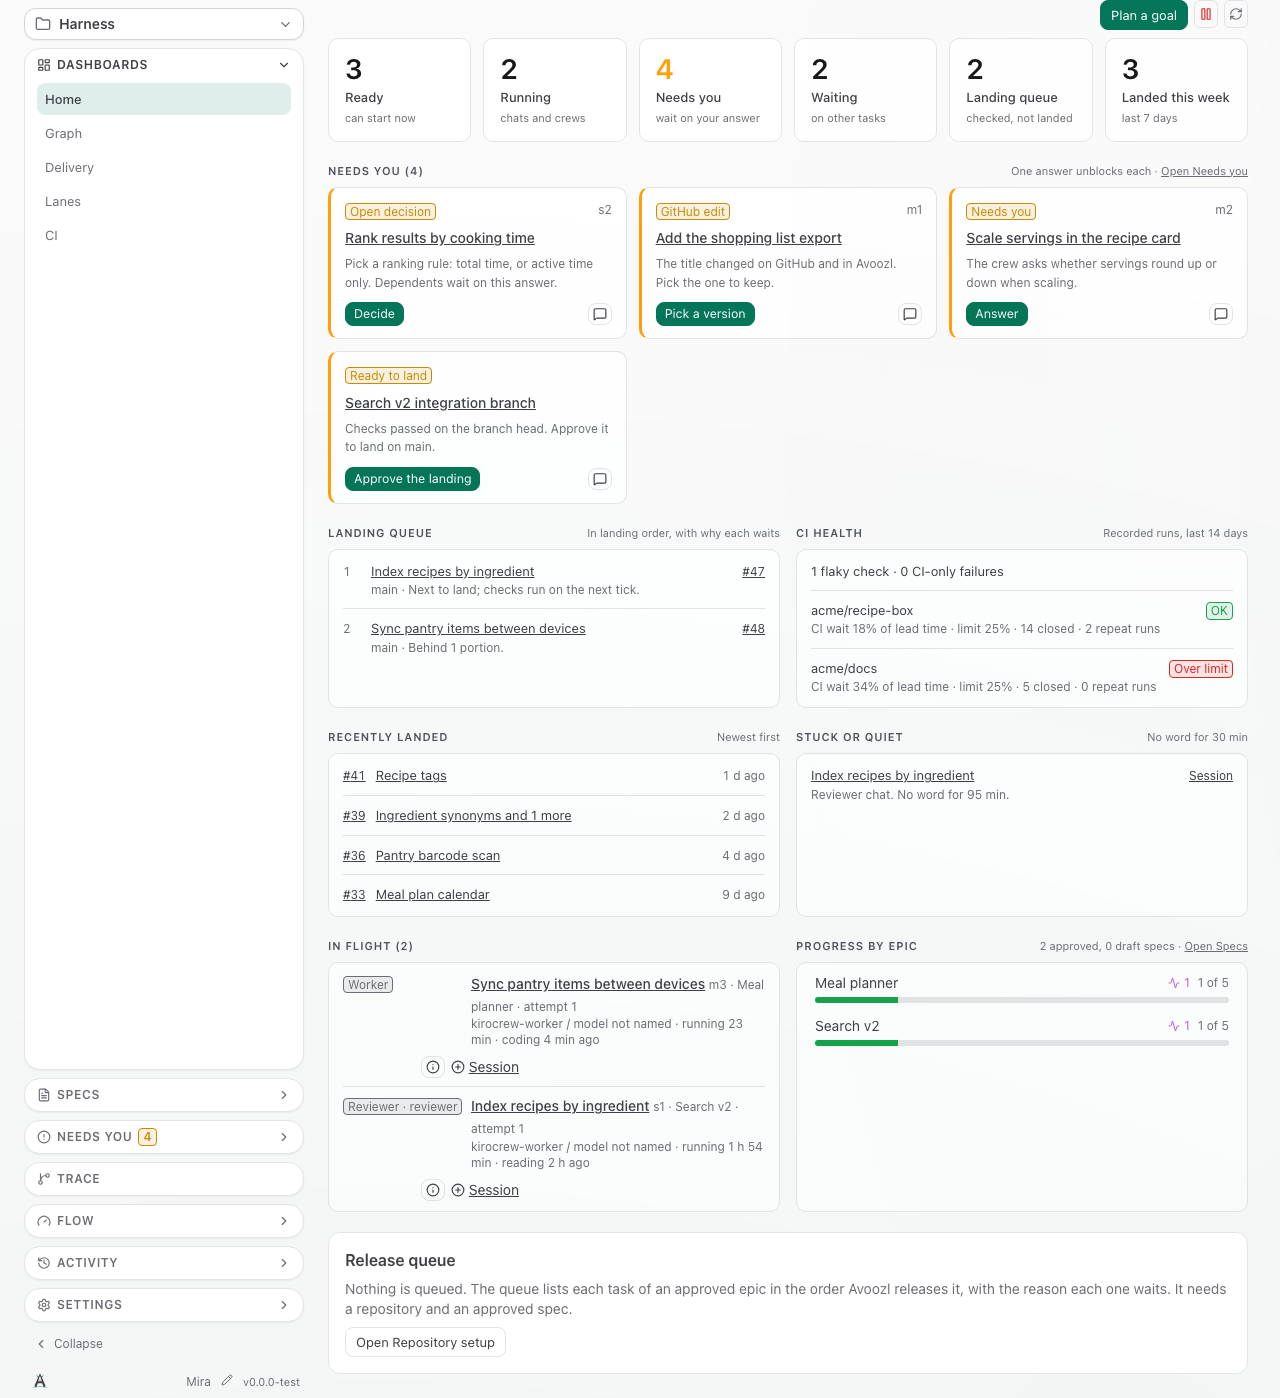 Harness
DASHBOARDS
Home
Graph
Delivery
Lanes
CI
SPECS
NEEDS YOU 4
TRACE
FLOW
ACTIVITY
SETTINGS
Collapse
Mira v0.0.0-test
Plan a goal
3
Ready
can start now
2
Running
chats and crews
4
Needs you
wait on your answer
2
Waiting
on other tasks
2
Landing queue
checked, not landed
3
Landed this week
last 7 days
NEEDS YOU (4)
One answer unblocks each · Open Needs you
Open decision s2
Rank results by cooking time
Pick a ranking rule: total time, or active time
only. Dependents wait on this answer.
Decide
GitHub edit m1
Add the shopping list export
The title changed on GitHub and in Avoozl.
Pick the one to keep.
Pick a version
Needs you m2
Scale servings in the recipe card
The crew asks whether servings round up or
down when scaling.
Answer
Ready to land
Search v2 integration branch
Checks passed on the branch head. Approve it
to land on main.
Approve the landing
LANDING QUEUE In landing order, with why each waits
1 Index recipes by ingredient #47
main · Next to land; checks run on the next tick.
2 Sync pantry items between devices #48
main · Behind 1 portion.
CI HEALTH Recorded runs, last 14 days
1 flaky check · 0 CI-only failures
acme/recipe-box OK
CI wait 18% of lead time · limit 25% · 14 closed · 2 repeat runs
acme/docs Over limit
CI wait 34% of lead time · limit 25% · 5 closed · 0 repeat runs
RECENTLY LANDED Newest first
#41 Recipe tags 1 d ago
#39 Ingredient synonyms and 1 more 2 d ago
#36 Pantry barcode scan 4 d ago
#33 Meal plan calendar 9 d ago
STUCK OR QUIET No word for 30 min
Index recipes by ingredient Session
Reviewer chat. No word for 95 min.
IN FLIGHT (2)
Worker Sync pantry items between devices m3 · Meal
planner · attempt 1
kirocrew-worker / model not named · running 23
min · coding 4 min ago
Session
Reviewer · reviewer Index recipes by ingredient s1 · Search v2 ·
attempt 1
kirocrew-worker / model not named · running 1 h 54
min · reading 2 h ago
Session
PROGRESS BY EPIC 2 approved, 0 draft specs · Open Specs
Meal planner 1 1 of 5
Search v2 1 1 of 5
Release queue
Nothing is queued. The queue lists each task of an approved epic in the order Avoozl releases it, with the reason each one waits. It needs
a repository and an approved spec.
Open Repository setup